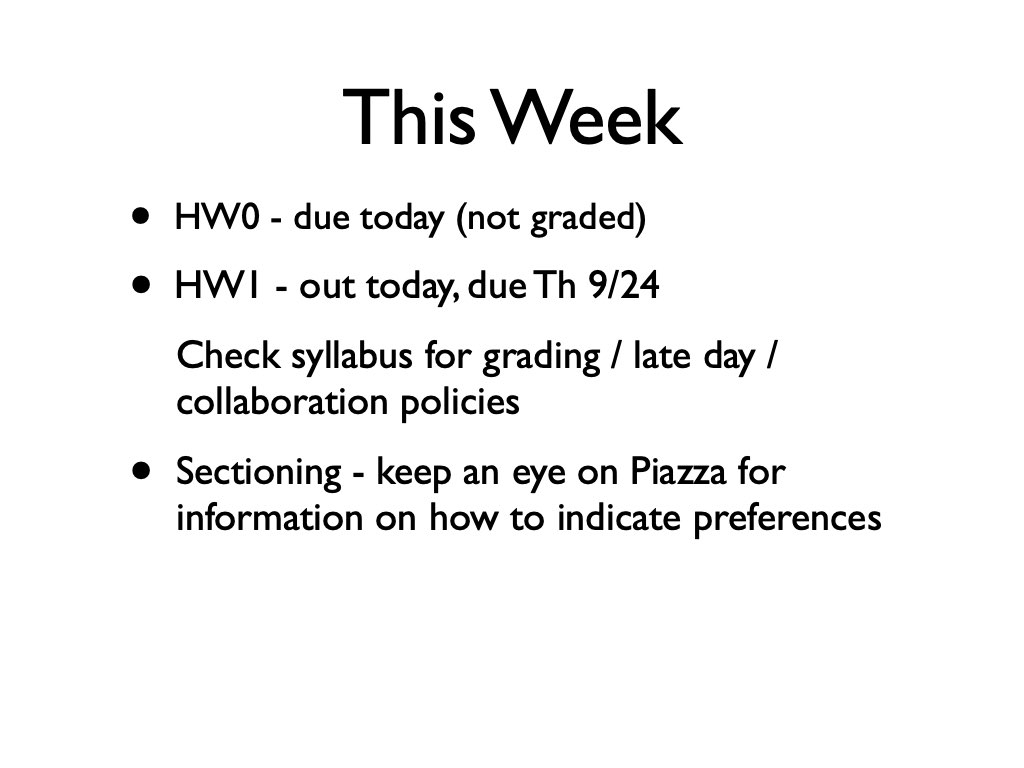 This Week
• HW0 - due today (not graded)
• HW1 - out today, due Th 9/24
Check syllabus for grading / late day /
collaboration policies
• Sectioning - keep an eye on Piazza for
information on how to indicate preferences